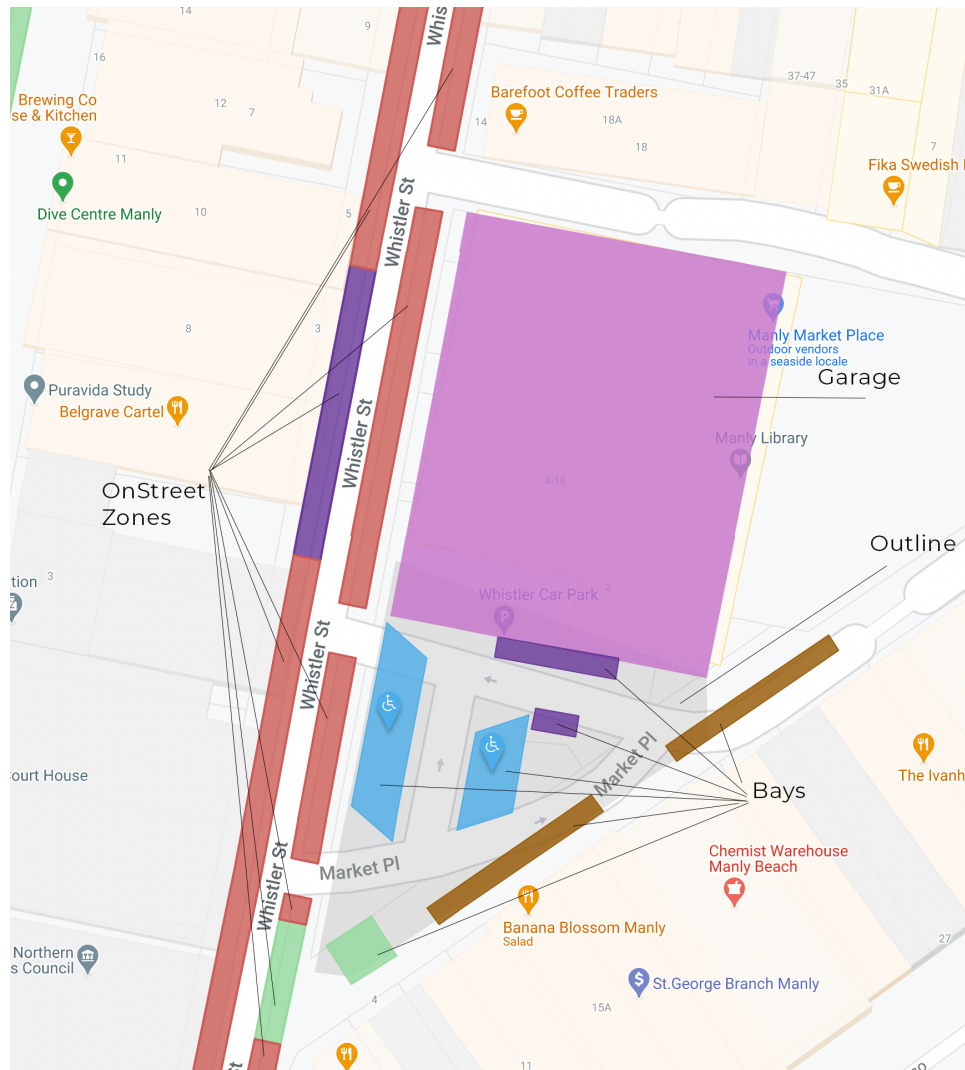 14
9
Whis
16
Brewing Co
se & Kitchen
12
7
Barefoot Coffee Traders
14
18A
18
37-47
35
31A
7
11
Fika Swedish
Dive Centre Manly
10
5
Whistler St
8
3
Manly Market Place
Outdoor vendors
in a seaside locale
Garage
Puravida Study
Belgrave Cartel
Whistler St
Manly Library
4-16
OnStreet
Zones
Outline
tion
3
Whistler Car Park
2
P
Whistler St
Market Pl
ourt House
Bays
The Ivanh
Market Pl
Whistler St
Chemist Warehouse
Manly Beach
Banana Blossom Manly
Salad
27
Northern
s Council
St.George Branch Manly
4
15A
11
St